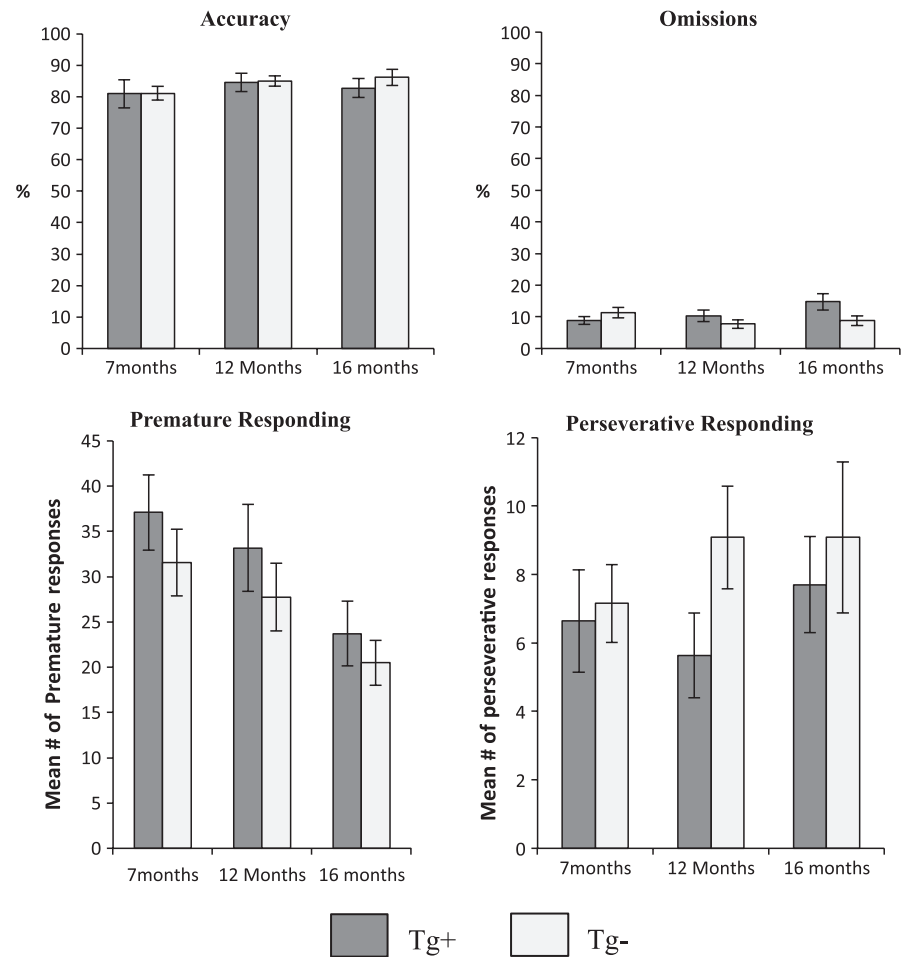 Accuracy
100
90
80
70
60
%
50
40
30
20
10
0
7months
12 Months
16 months
Omissions
100
90
80
70
60
%
50
40
30
20
10
0
7months
12 Months
16 months
Premature Responding
Mean # of Premature responses
45
40
35
30
25
20
15
10
5
0
7months
12 Months
16 months
Perseverative Responding
Mean # of perseverative responses
12
10
8
6
4
2
0
7months
12 Months
16 months
Tg+
Tg-